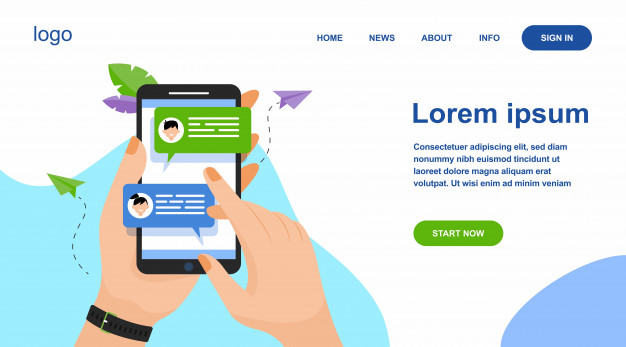 logo
HOME NEWS ABOUT INFO SIGN IN
Lorem ipsum
Consectetuer adipiscing elit, sed diam
nonummy nibh euismod tincidunt ut
laoreet dolore magna aliquam erat
volutpat. Ut wisi enim ad minim veniam
START NOW